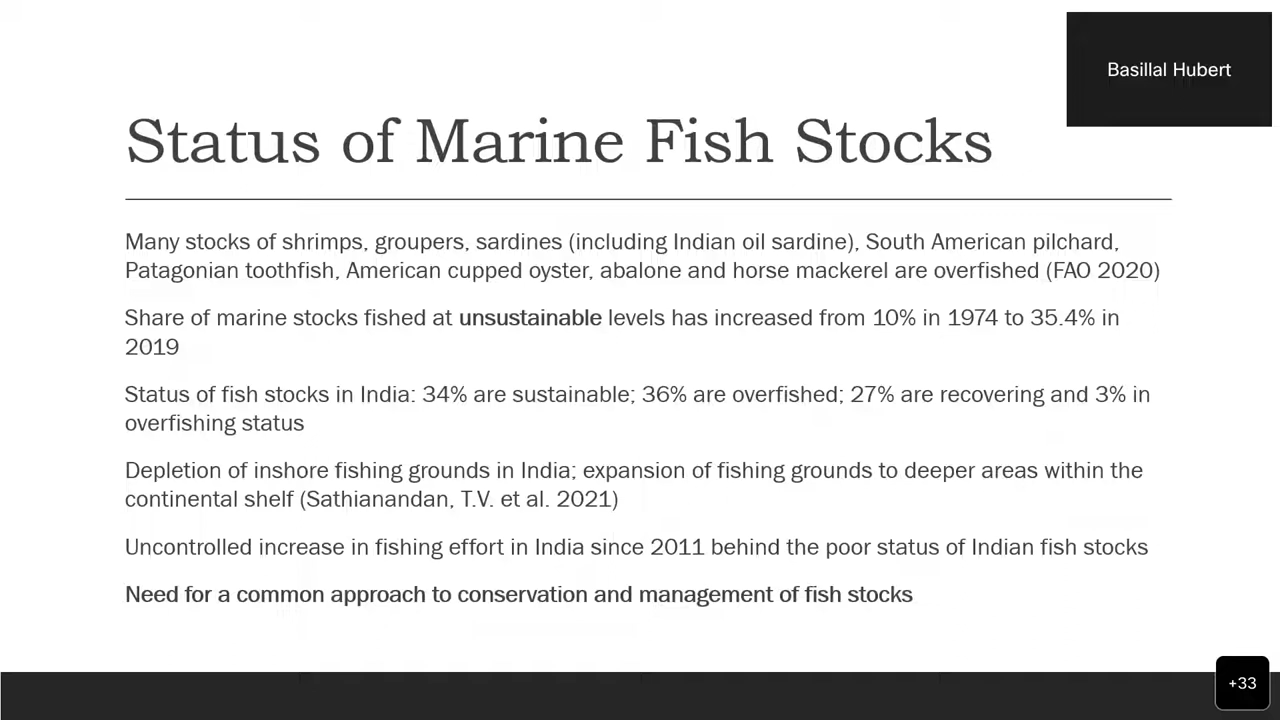 Basillal Hubert
Status of Marine Fish Stocks
Many stocks of shrimps, groupers, sardines (including Indian oil sardine), South American pilchard,
Patagonian toothfish, American cupped oyster, abalone and horse mackerel are overfished (FAO 2020)
Share of marine stocks fished at unsustainable levels has increased from 10% in 1974 to 35.4% in
2019
Status of fish stocks in India: 34% are sustainable; 36% are overfished; 27% are recovering and 3% in
overfishing status
Depletion of inshore fishing grounds in India; expansion of fishing grounds to deeper areas within the
continental shelf (Sathianandan, T.V. et al. 2021)
Uncontrolled increase in fishing effort in India since 2011 behind the poor status of Indian fish stocks
Need for a common approach to conservation and management of fish stocks
+33